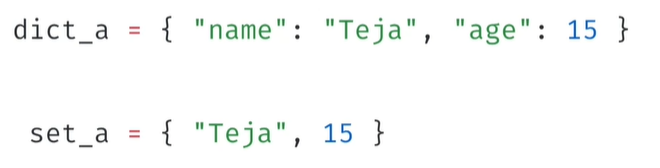 dict_a = { "name": "Teja", "age": 15 }
set_a = { "Teja", 15 }